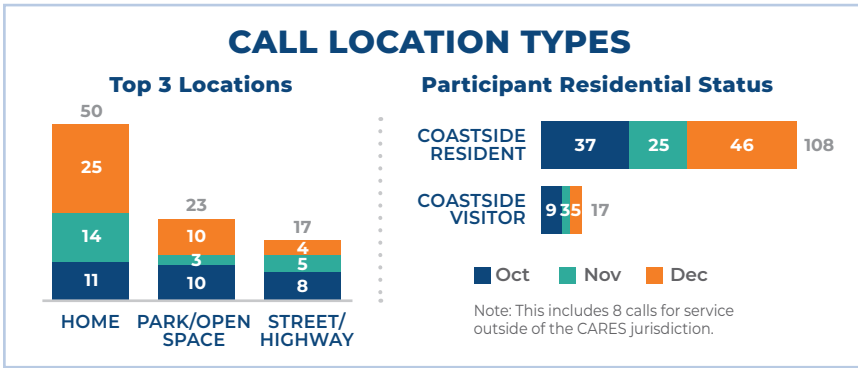 CALL LOCATION TYPES
Top 3 Locations
50
25
14
11
23
10
3
10
17
4
5
8
HOME
PARK/OPEN
SPACE
STREET/
HIGHWAY
Participant Residential Status
COASTSIDE
RESIDENT
37 25 46 108
COASTSIDE
VISITOR
9 3 5 17
Oct Nov Dec
Note: This includes 8 calls for service
outside of the CARES jurisdiction.